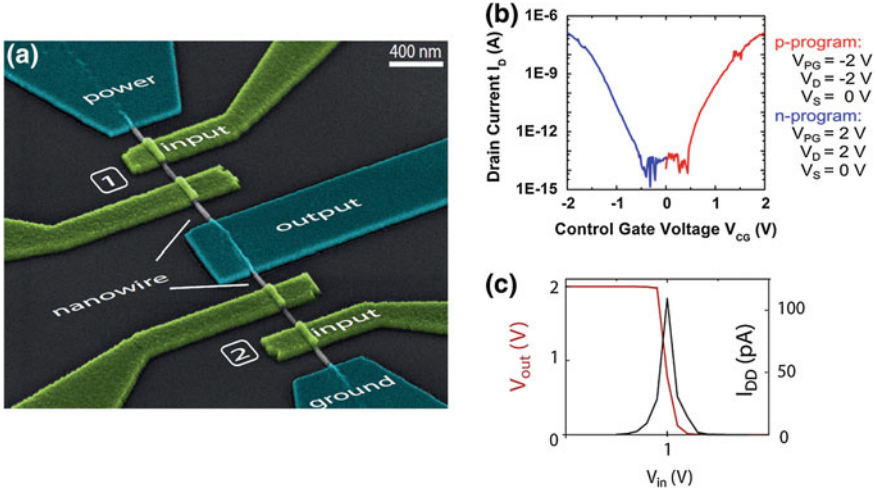 (a)
400 nm
power
input
1
output
nanowire
input
2
ground
(b)
Drain Current I_D (A)
1E-6
1E-9
1E-12
1E-15
-2
-1
0
1
2
Control Gate Voltage V_CG (V)
p-program:
V_PG = -2 V
V_D = -2 V
V_S = 0 V
n-program:
V_PG = 2 V
V_D = 2 V
V_S = 0 V
(c)
V_out (V)
2
1
0
100
50
0
I_DD (pA)
1
V_in (V)